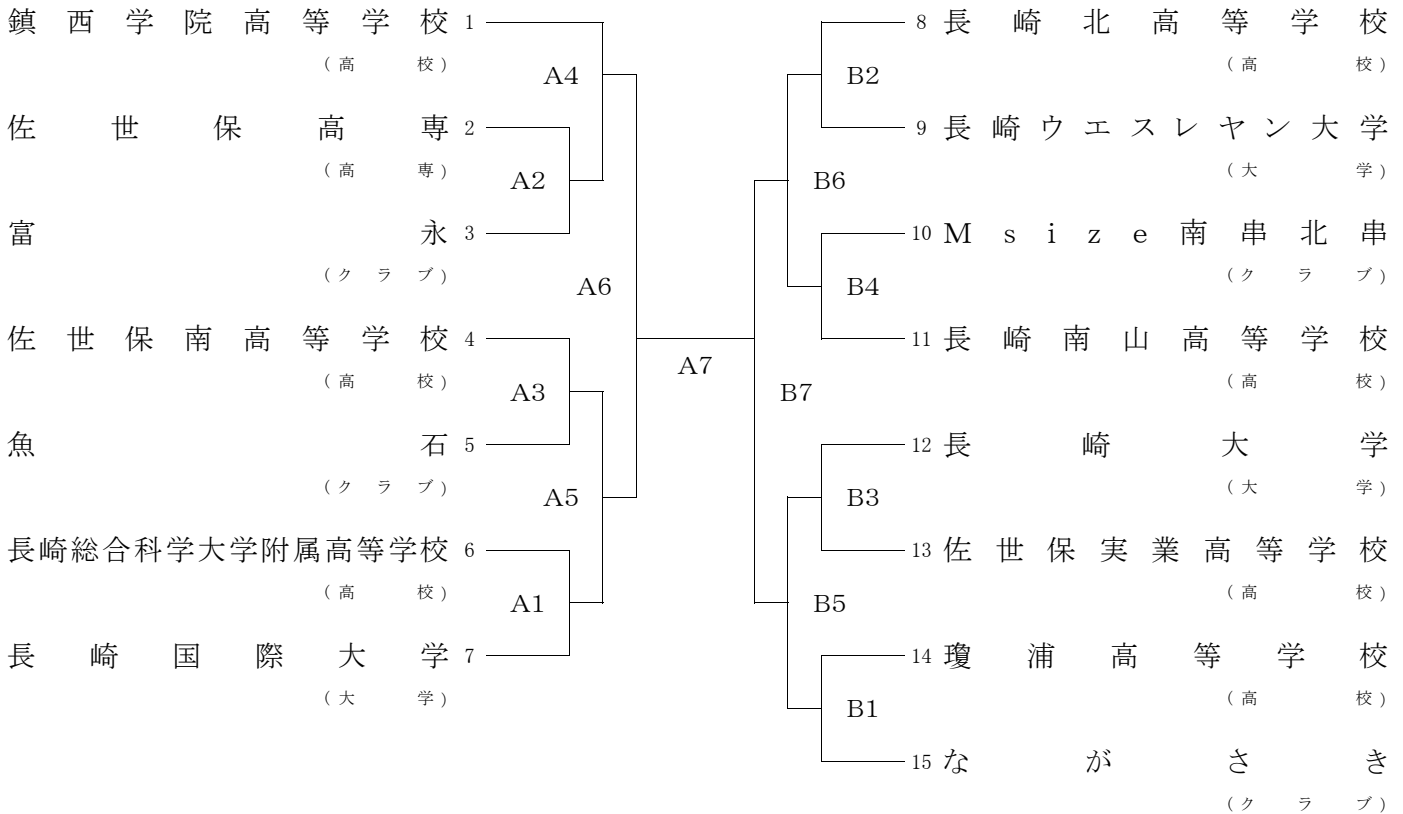 鎮西学院高等学校 1
(高校)
A4
佐世保高専 2
(高専)
A2
富永 3
(クラブ)
A6
佐世保南高等学校 4
(高校)
A3
魚石 5
(クラブ)
A5
長崎総合科学大学附属高等学校 6
(高校)
A1
長崎国際大学 7
(大学)
A7
8 長崎北高等学校
(高校)
B2
9 長崎ウエスレヤン大学
(大学)
B6
10 Msize南串北串
(クラブ)
B4
11 長崎南山高等学校
(高校)
B7
12 長崎大学
(大学)
B3
13 佐世保実業高等学校
(高校)
B5
14 瓊浦高等学校
(高校)
B1
15 ながさき
(クラブ)